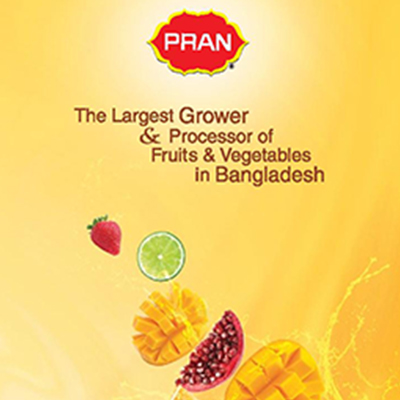 PRAN
The Largest Grower
& Processor of
Fruits & Vegetables
in Bangladesh